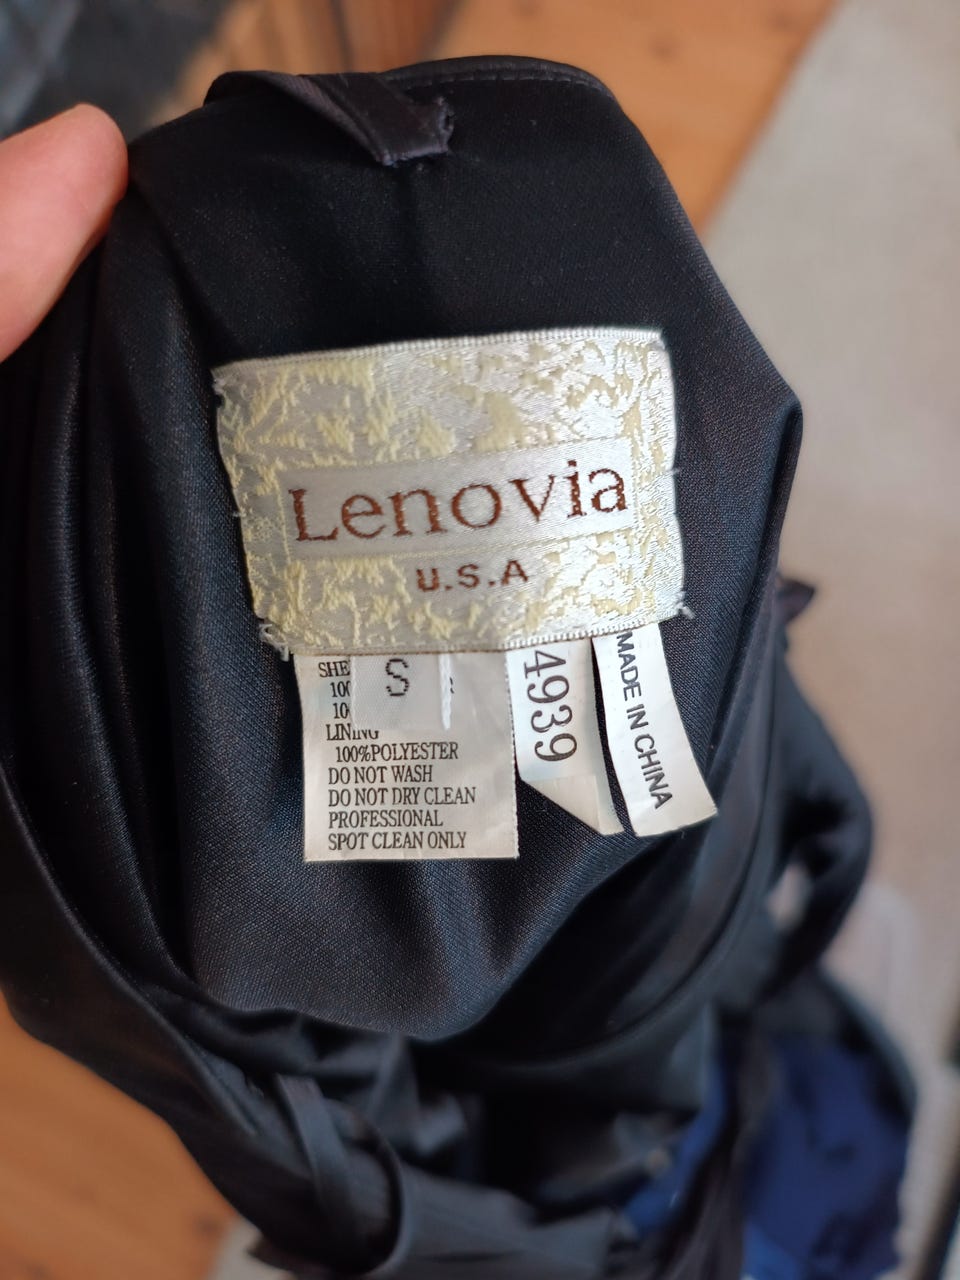 Lenovia
U.S.A
S
LINING
100%POLYESTER
DO NOT WASH
DO NOT DRY CLEAN
PROFESSIONAL
SPOT CLEAN ONLY
4939
MADE IN CHINA